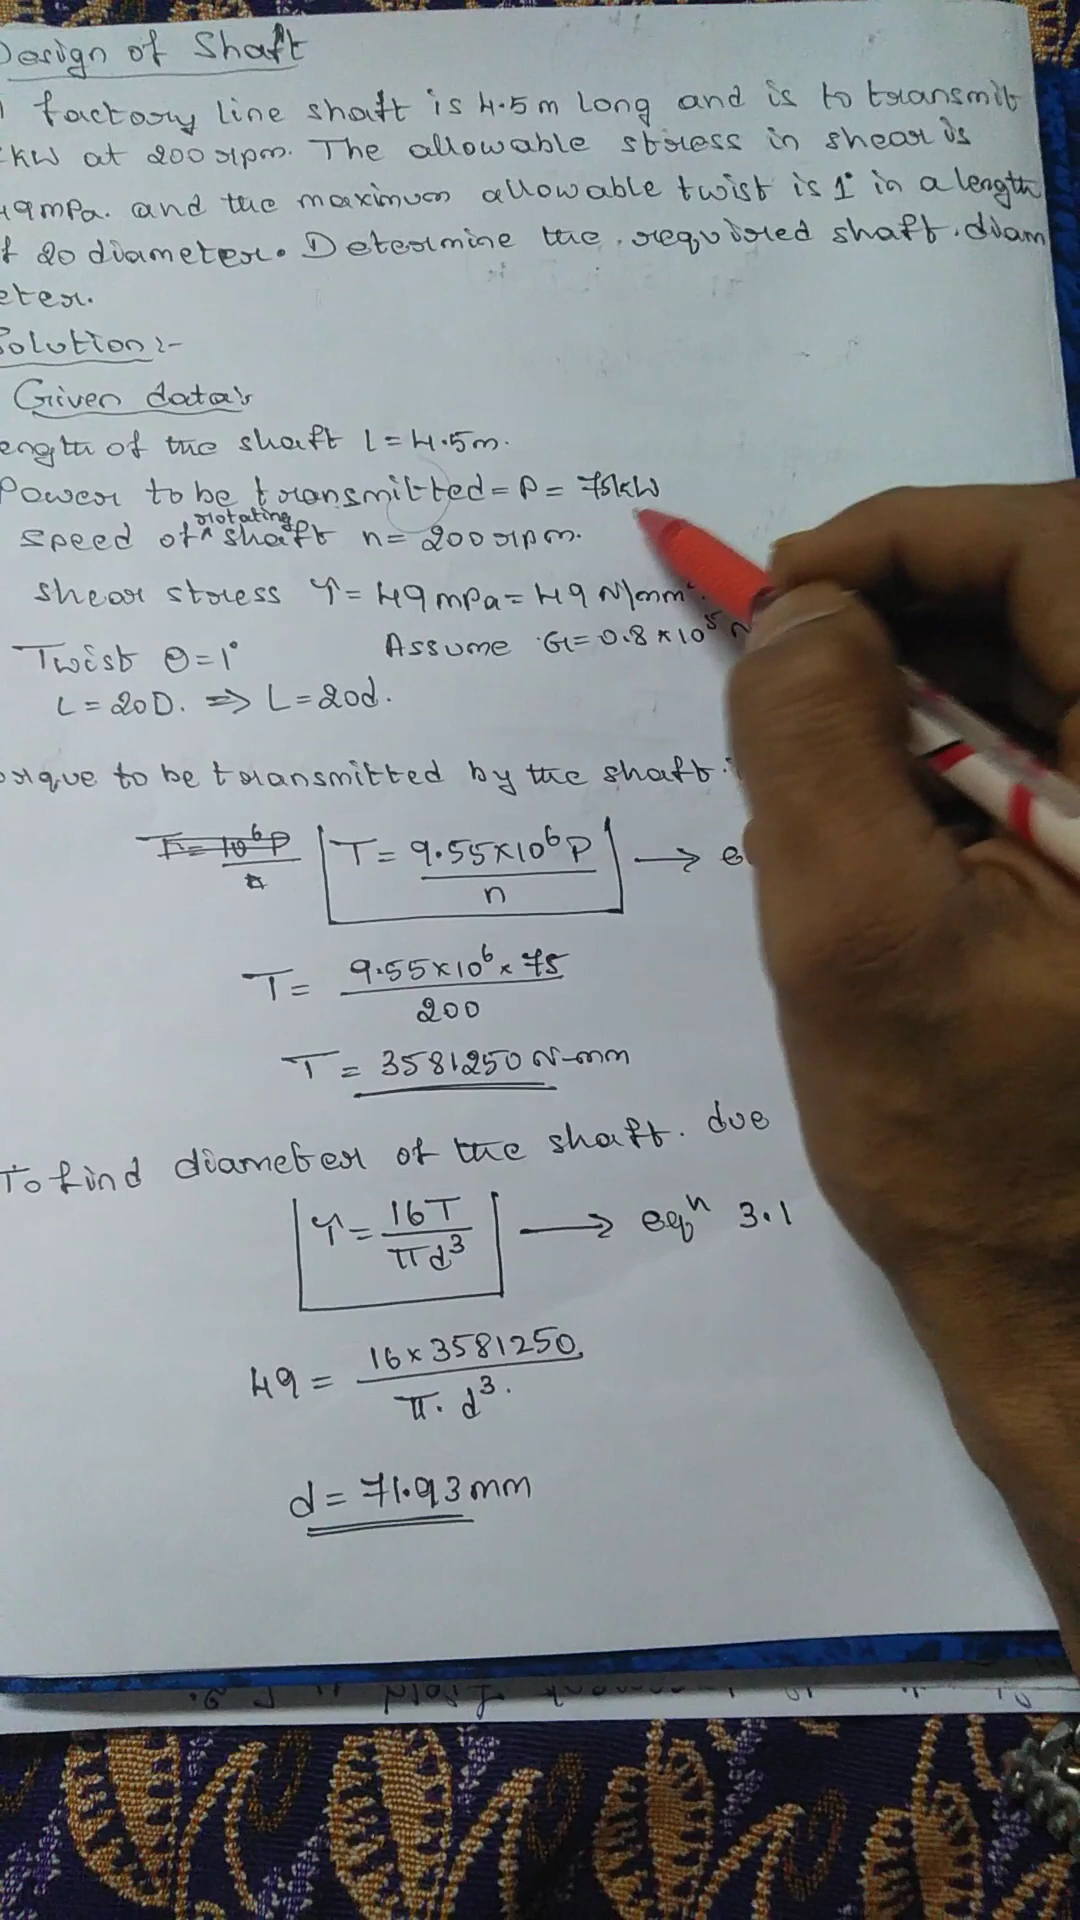 Design of Shaft
factory line shaft is 4.5m long and is to transmit
kW at 200 rpm. The allowable stress in shear is
49mPa. and the maximum allowable twist is 1° in a length
of 20 diameter. Determine the required shaft. diam
eter.
Solution:-
Given data's
length of the shaft l = 4.5m.
Power to be transmitted = P = 75kW
rotating
speed of ^ shaft n = 200 rpm.
shear stress τ = 49 mPa = 49 N/mm².
Twist θ = 1° Assume G = 0.8 × 10⁵ N
L = 20D. => L = 20d.
torque to be transmitted by the shaft
T = 10⁶P / n T = 9.55×10⁶P / n →
T = 9.55×10⁶ × 75 / 200
T = 3581250 N-mm
To find diameter of the shaft. due
τ = 16T / πd³ → eqⁿ 3.1
49 = 16 × 3581250 / π. d³.
d = 71.93 mm